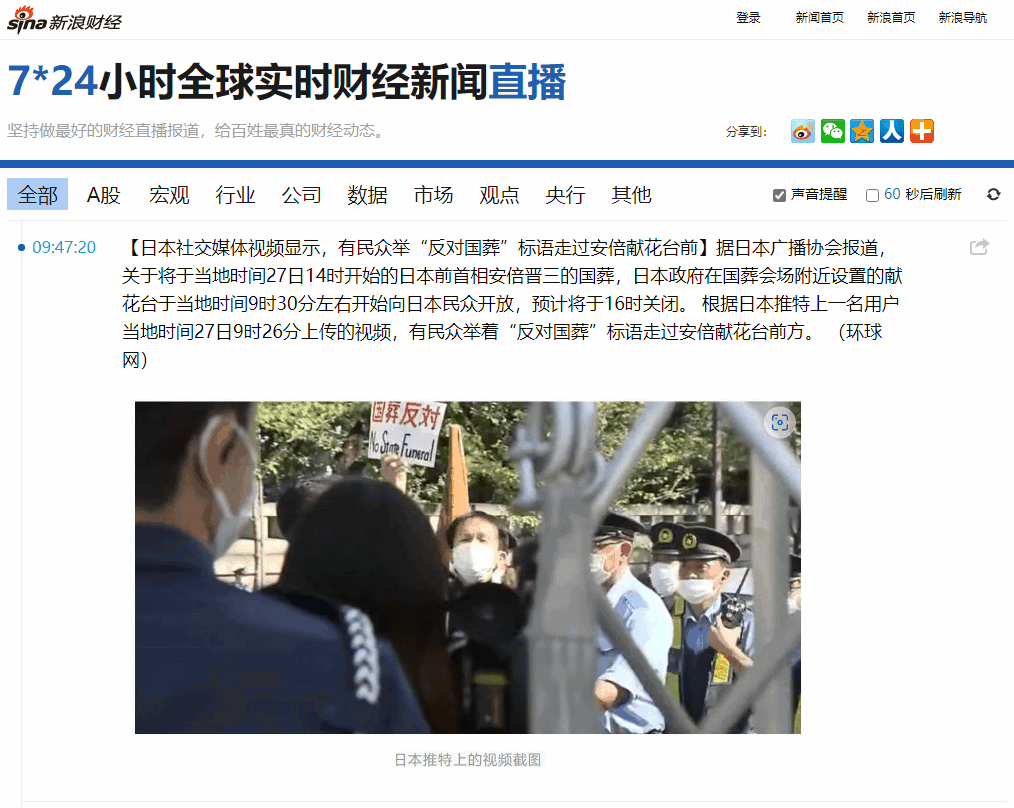 sina 新浪财经
登录 新闻首页 新浪首页 新浪导航
7*24小时全球实时财经新闻直播
坚持做最好的财经直播报道，给百姓最真的财经动态。
分享到：
全部 A股 宏观 行业 公司 数据 市场 观点 央行 其他
声音提醒 60 秒后刷新
09:47:20
【日本社交媒体视频显示，有民众举“反对国葬”标语走过安倍献花台前】据日本广播协会报道，
关于将于当地时间27日14时开始的日本前首相安倍晋三的国葬，日本政府在国葬会场附近设置的献
花台于当地时间9时30分左右开始向日本民众开放，预计将于16时关闭。 根据日本推特上一名用户
当地时间27日9时26分上传的视频，有民众举着“反对国葬”标语走过安倍献花台前方。 （环球
网）
国葬反対
No State Funeral
日本推特上的视频截图